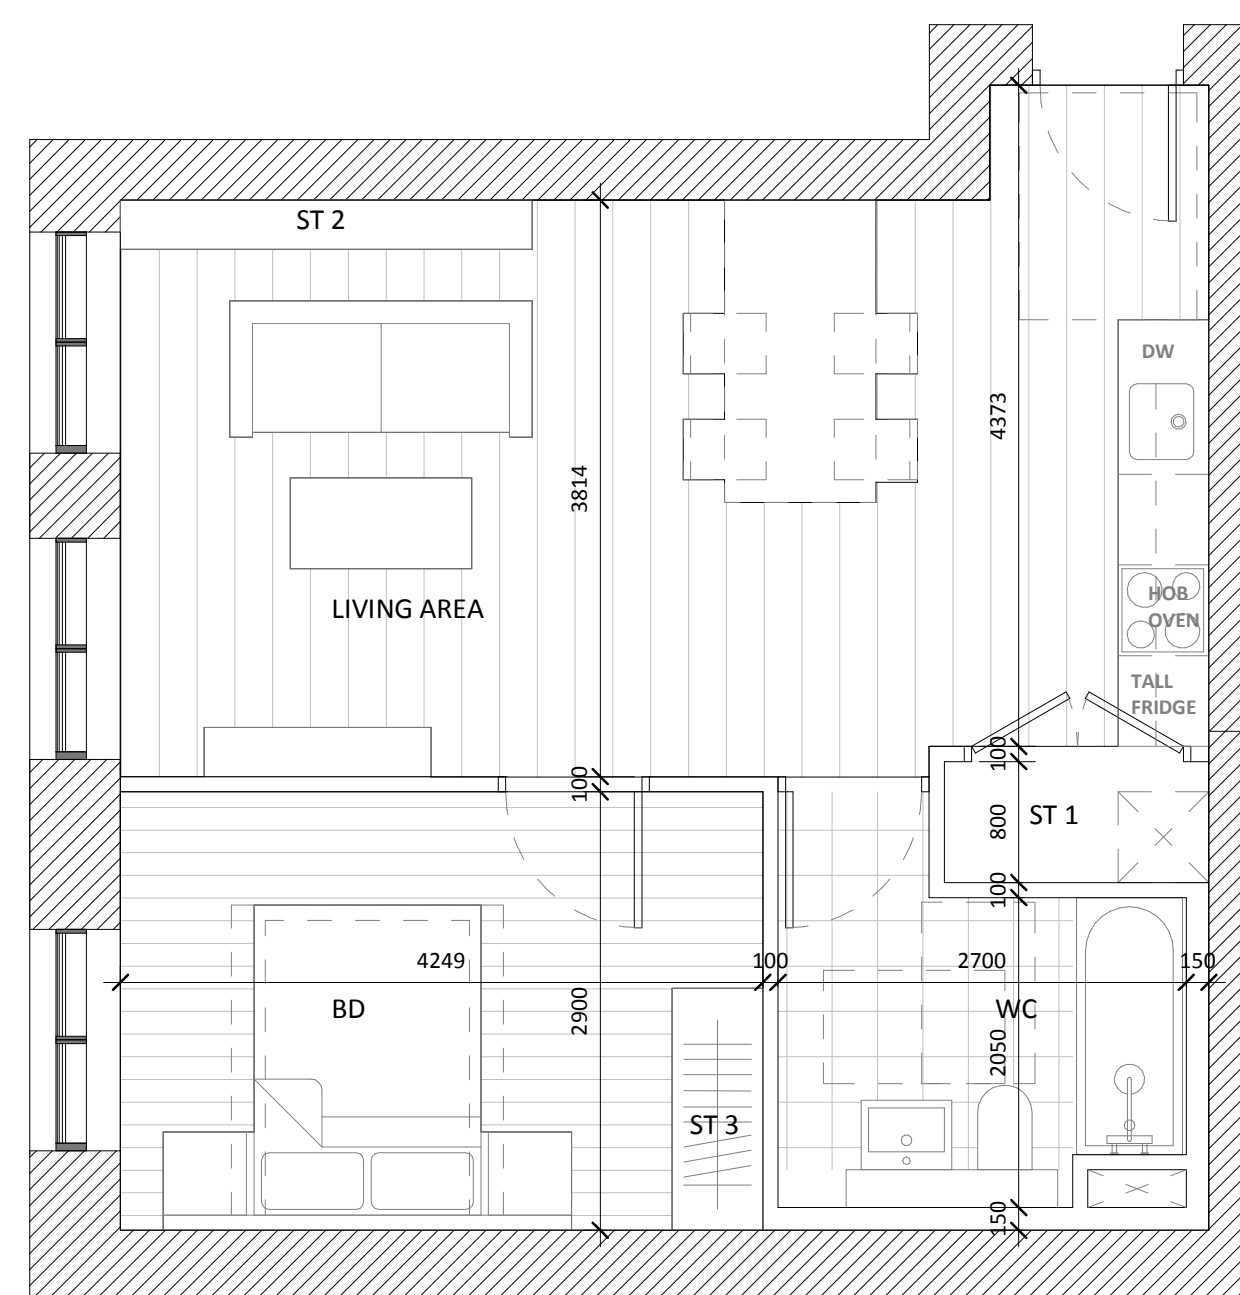 ST 2
DW
4373
3814
HOB
OVEN
LIVING AREA
TALL
FRIDGE
100
100
800
ST 1
100
4249
100
2700
150
BD
2900
WC
2050
ST 3
150